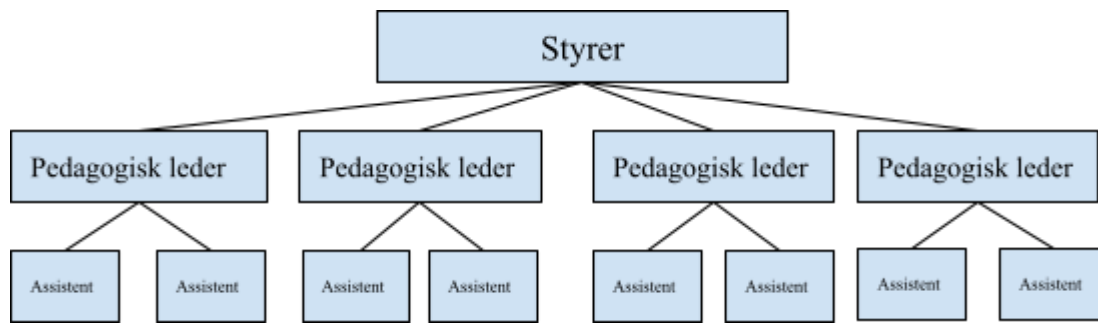 Styrer
Pedagogisk leder
Pedagogisk leder
Pedagogisk leder
Pedagogisk leder
Assistent
Assistent
Assistent
Assistent
Assistent
Assistent
Assistent
Assistent